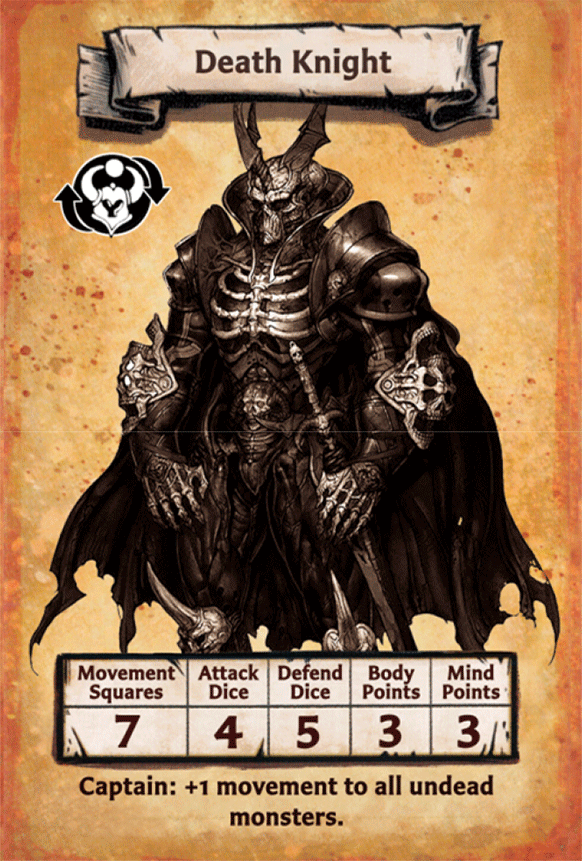 Death Knight
Movement Squares Attack Dice Defend Dice Body Points Mind Points
7 4 5 3 3
Captain: +1 movement to all undead
monsters.